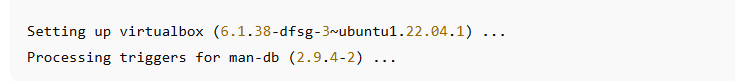 Setting up virtualbox (6.1.38-dfsg-3~ubuntu1.22.04.1) ...
Processing triggers for man-db (2.9.4-2) ...